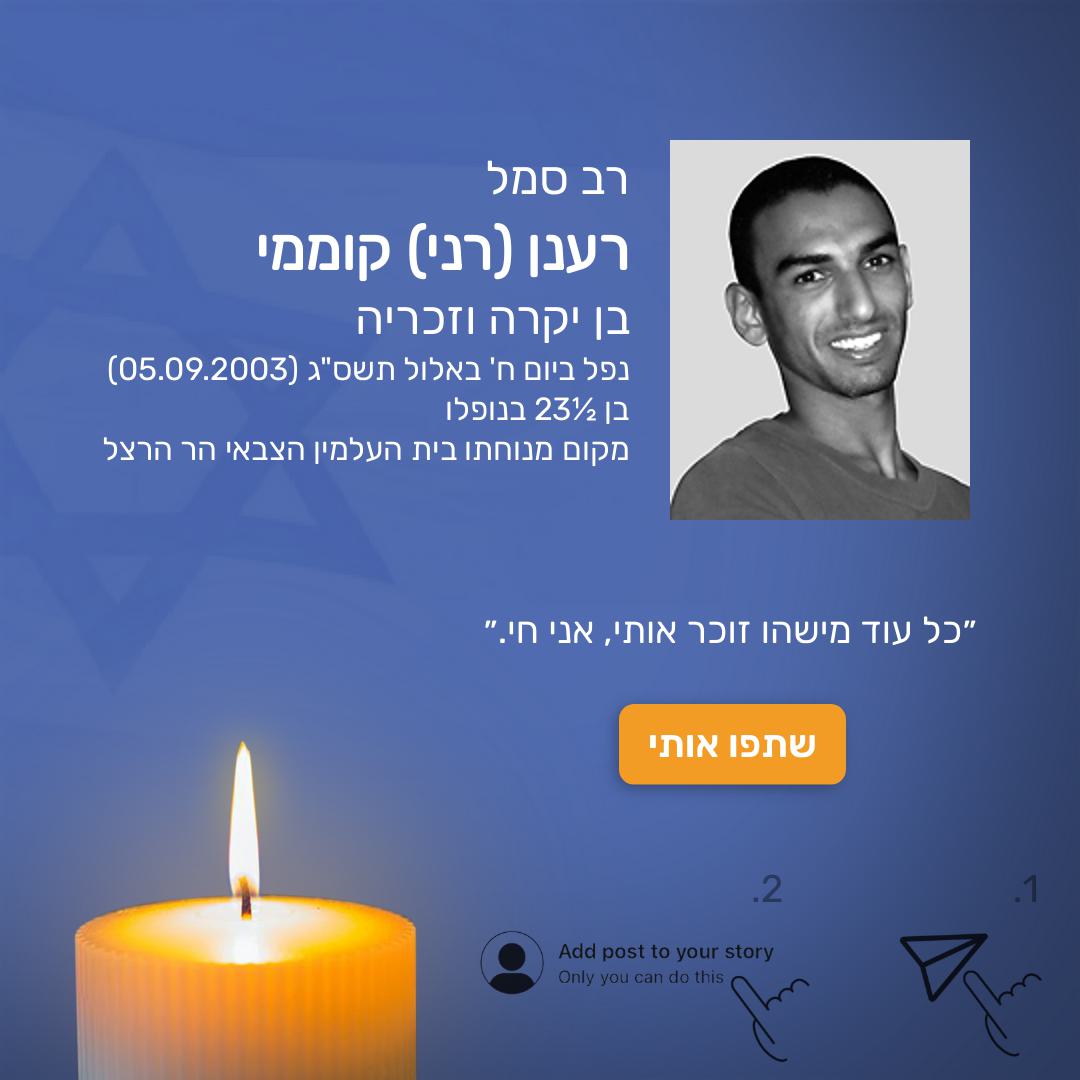 רב סמל
רענן (רני) קוממי
בן יקרה וזכריה
נפל ביום ח' באלול תשס"ג (05.09.2003)
בן 23½ בנופלו
מקום מנוחתו בית העלמין הצבאי הר הרצל
״כל עוד מישהו זוכר אותי, אני חי.״
שתפו אותי
1.
2.
Add post to your story
Only you can do this